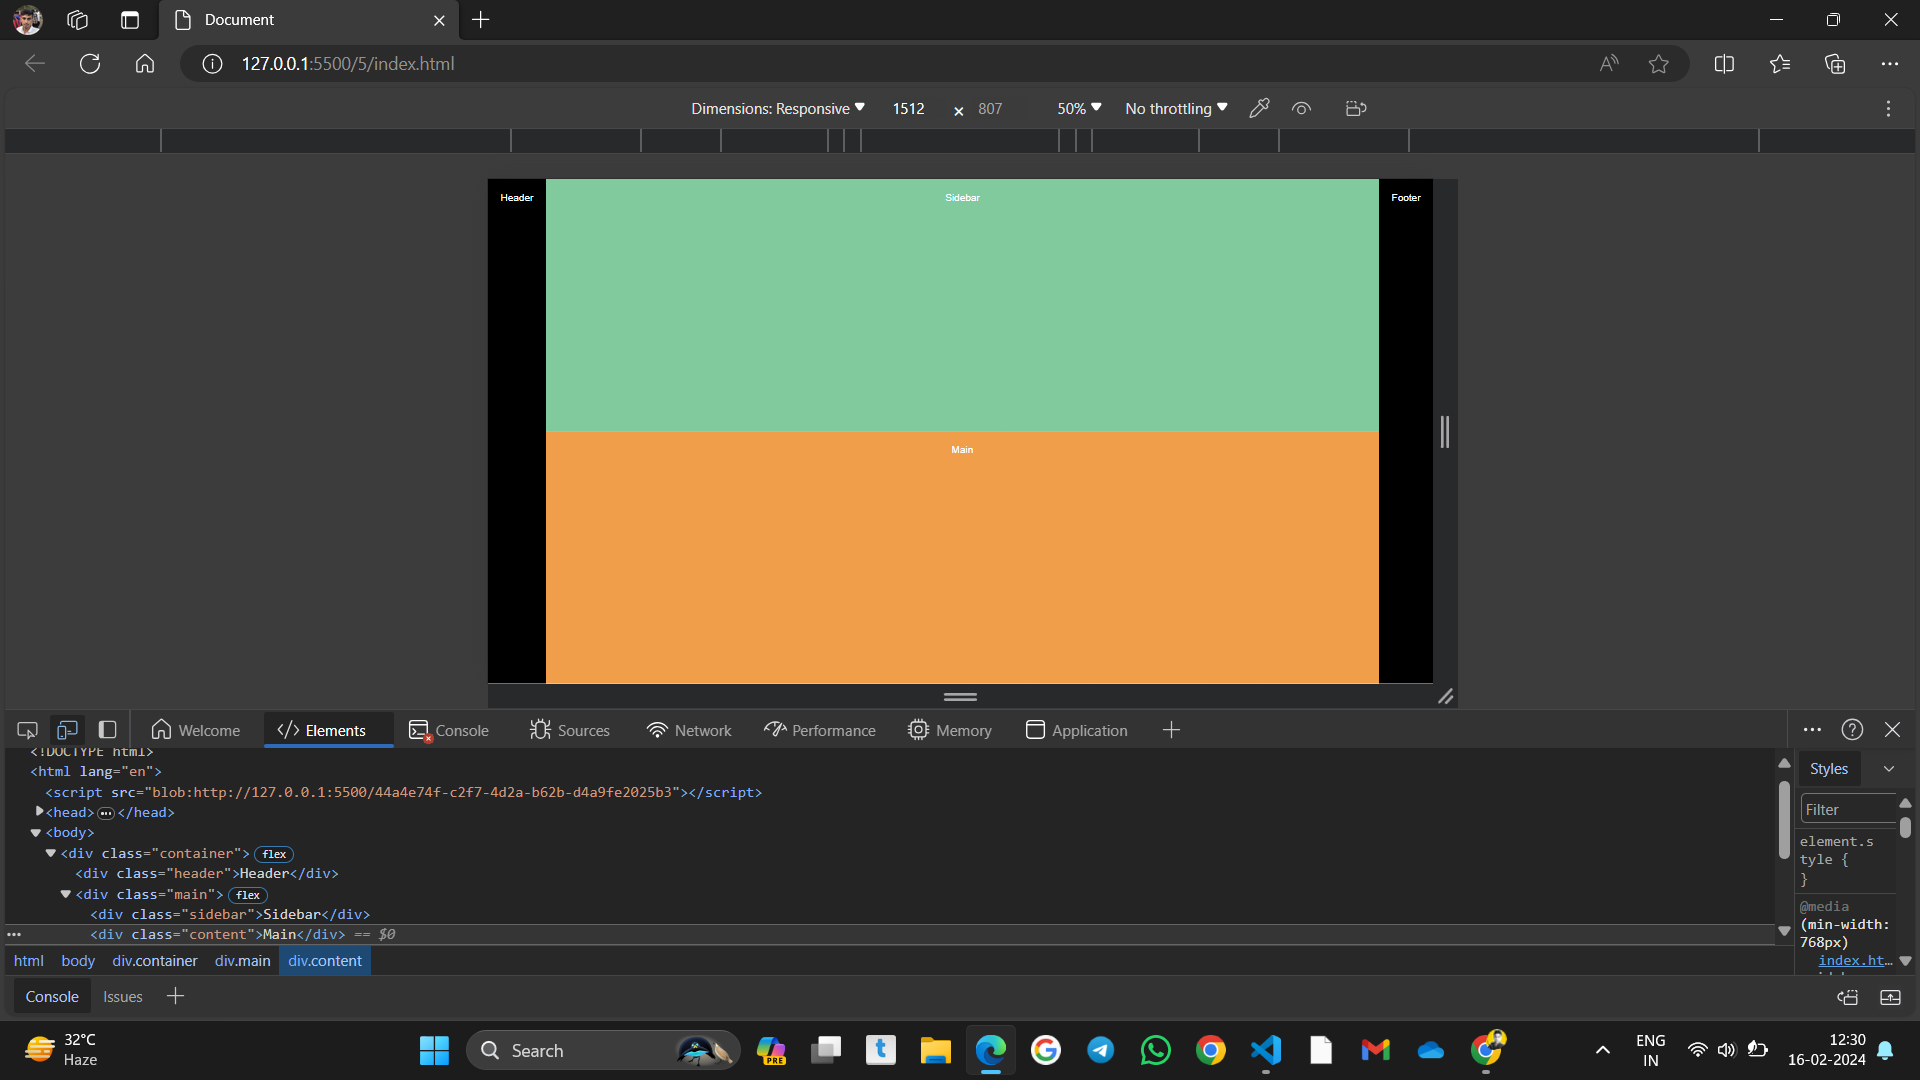 Document
127.0.0.1:5500/5/index.html
Dimensions: Responsive 1512 × 807 50% No throttling
Header Sidebar Footer
Main
Welcome Elements Console Sources Network Performance Memory Application
<!DOCTYPE html>
<html lang="en">
<script src="blob:http://127.0.0.1:5500/44a4e74f-c2f7-4d2a-b62b-d4a9fe2025b3"></script>
<head>…</head>
<body>
<div class="container"> flex
<div class="header">Header</div>
<div class="main"> flex
<div class="sidebar">Sidebar</div>
<div class="content">Main</div> == $0
html body div.container div.main div.content
Styles
Filter
element.s
tyle {
}
@media
(min-width:
768px)
index.ht…
Console Issues
32°C
Haze
Search
PRE
t
ENG
IN
12:30
16-02-2024